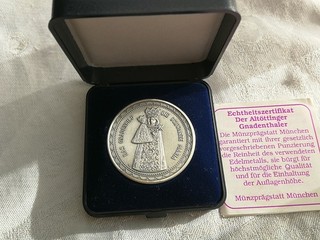 Echtheitszertifikat
Der Altöttinger
Gnadenthaler
Die Münzprägstatt München
garantiert mit ihrer gesetzlich
vorgeschriebenen Punzierung
die Reinheit des verwendeten
Edelmetalls, sie bürgt für
höchstmögliche Qualität
und für die Einhaltung
der Auflagenhöhe.
Münzprägstatt München